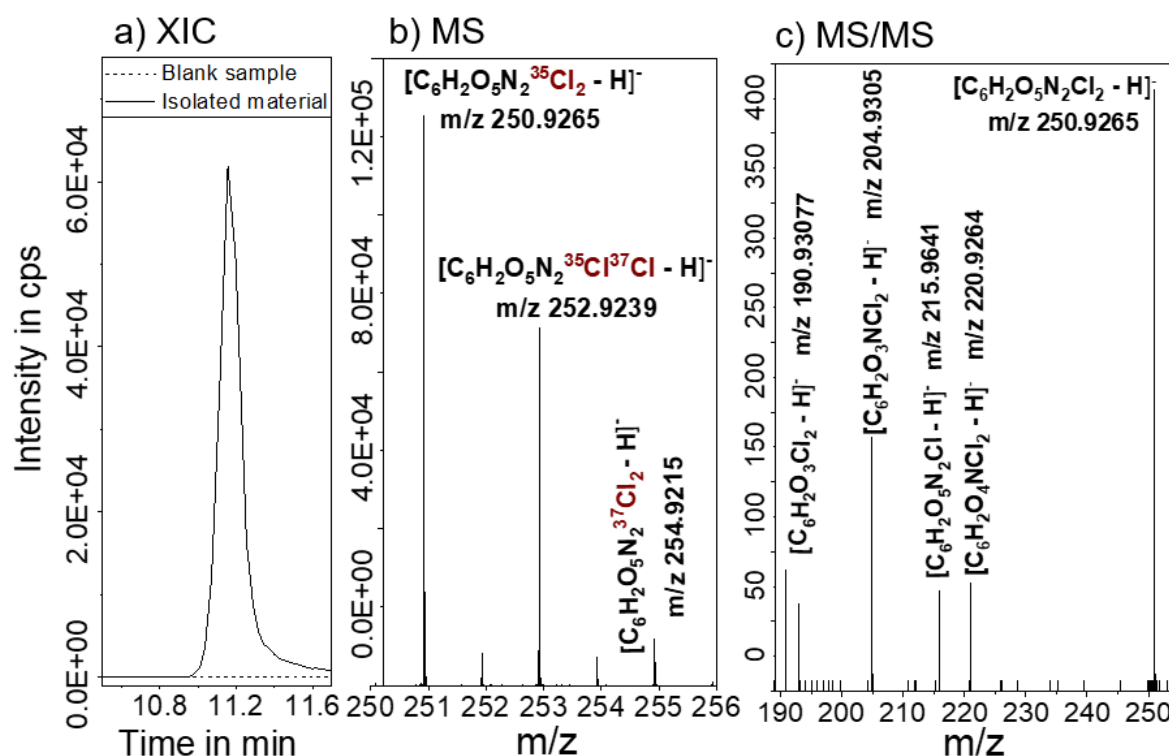 a) XIC
Blank sample
Isolated material
Intensity in cps
0.0E+00
2.0E+04
4.0E+04
6.0E+04
10.8
11.2
11.6
Time in min
b) MS
[C₆H₂O₅N₂³⁵Cl₂ - H]⁻
m/z 250.9265
[C₆H₂O₅N₂³⁵Cl³⁷Cl - H]⁻
m/z 252.9239
[C₆H₂O₅N₂³⁷Cl₂ - H]⁻
m/z 254.9215
0.0E+00
4.0E+04
8.0E+04
1.2E+05
250
251
252
253
254
255
256
m/z
c) MS/MS
[C₆H₂O₃Cl₂ - H]⁻ m/z 190.93077
[C₆H₂O₃NCl₂ - H]⁻ m/z 204.9305
[C₆H₂O₅N₂Cl - H]⁻ m/z 215.9641
[C₆H₂O₄NCl₂ - H]⁻ m/z 220.9264
[C₆H₂O₅N₂Cl₂ - H]⁻
m/z 250.9265
0
50
100
150
200
250
300
350
400
190
200
210
220
230
240
250
m/z